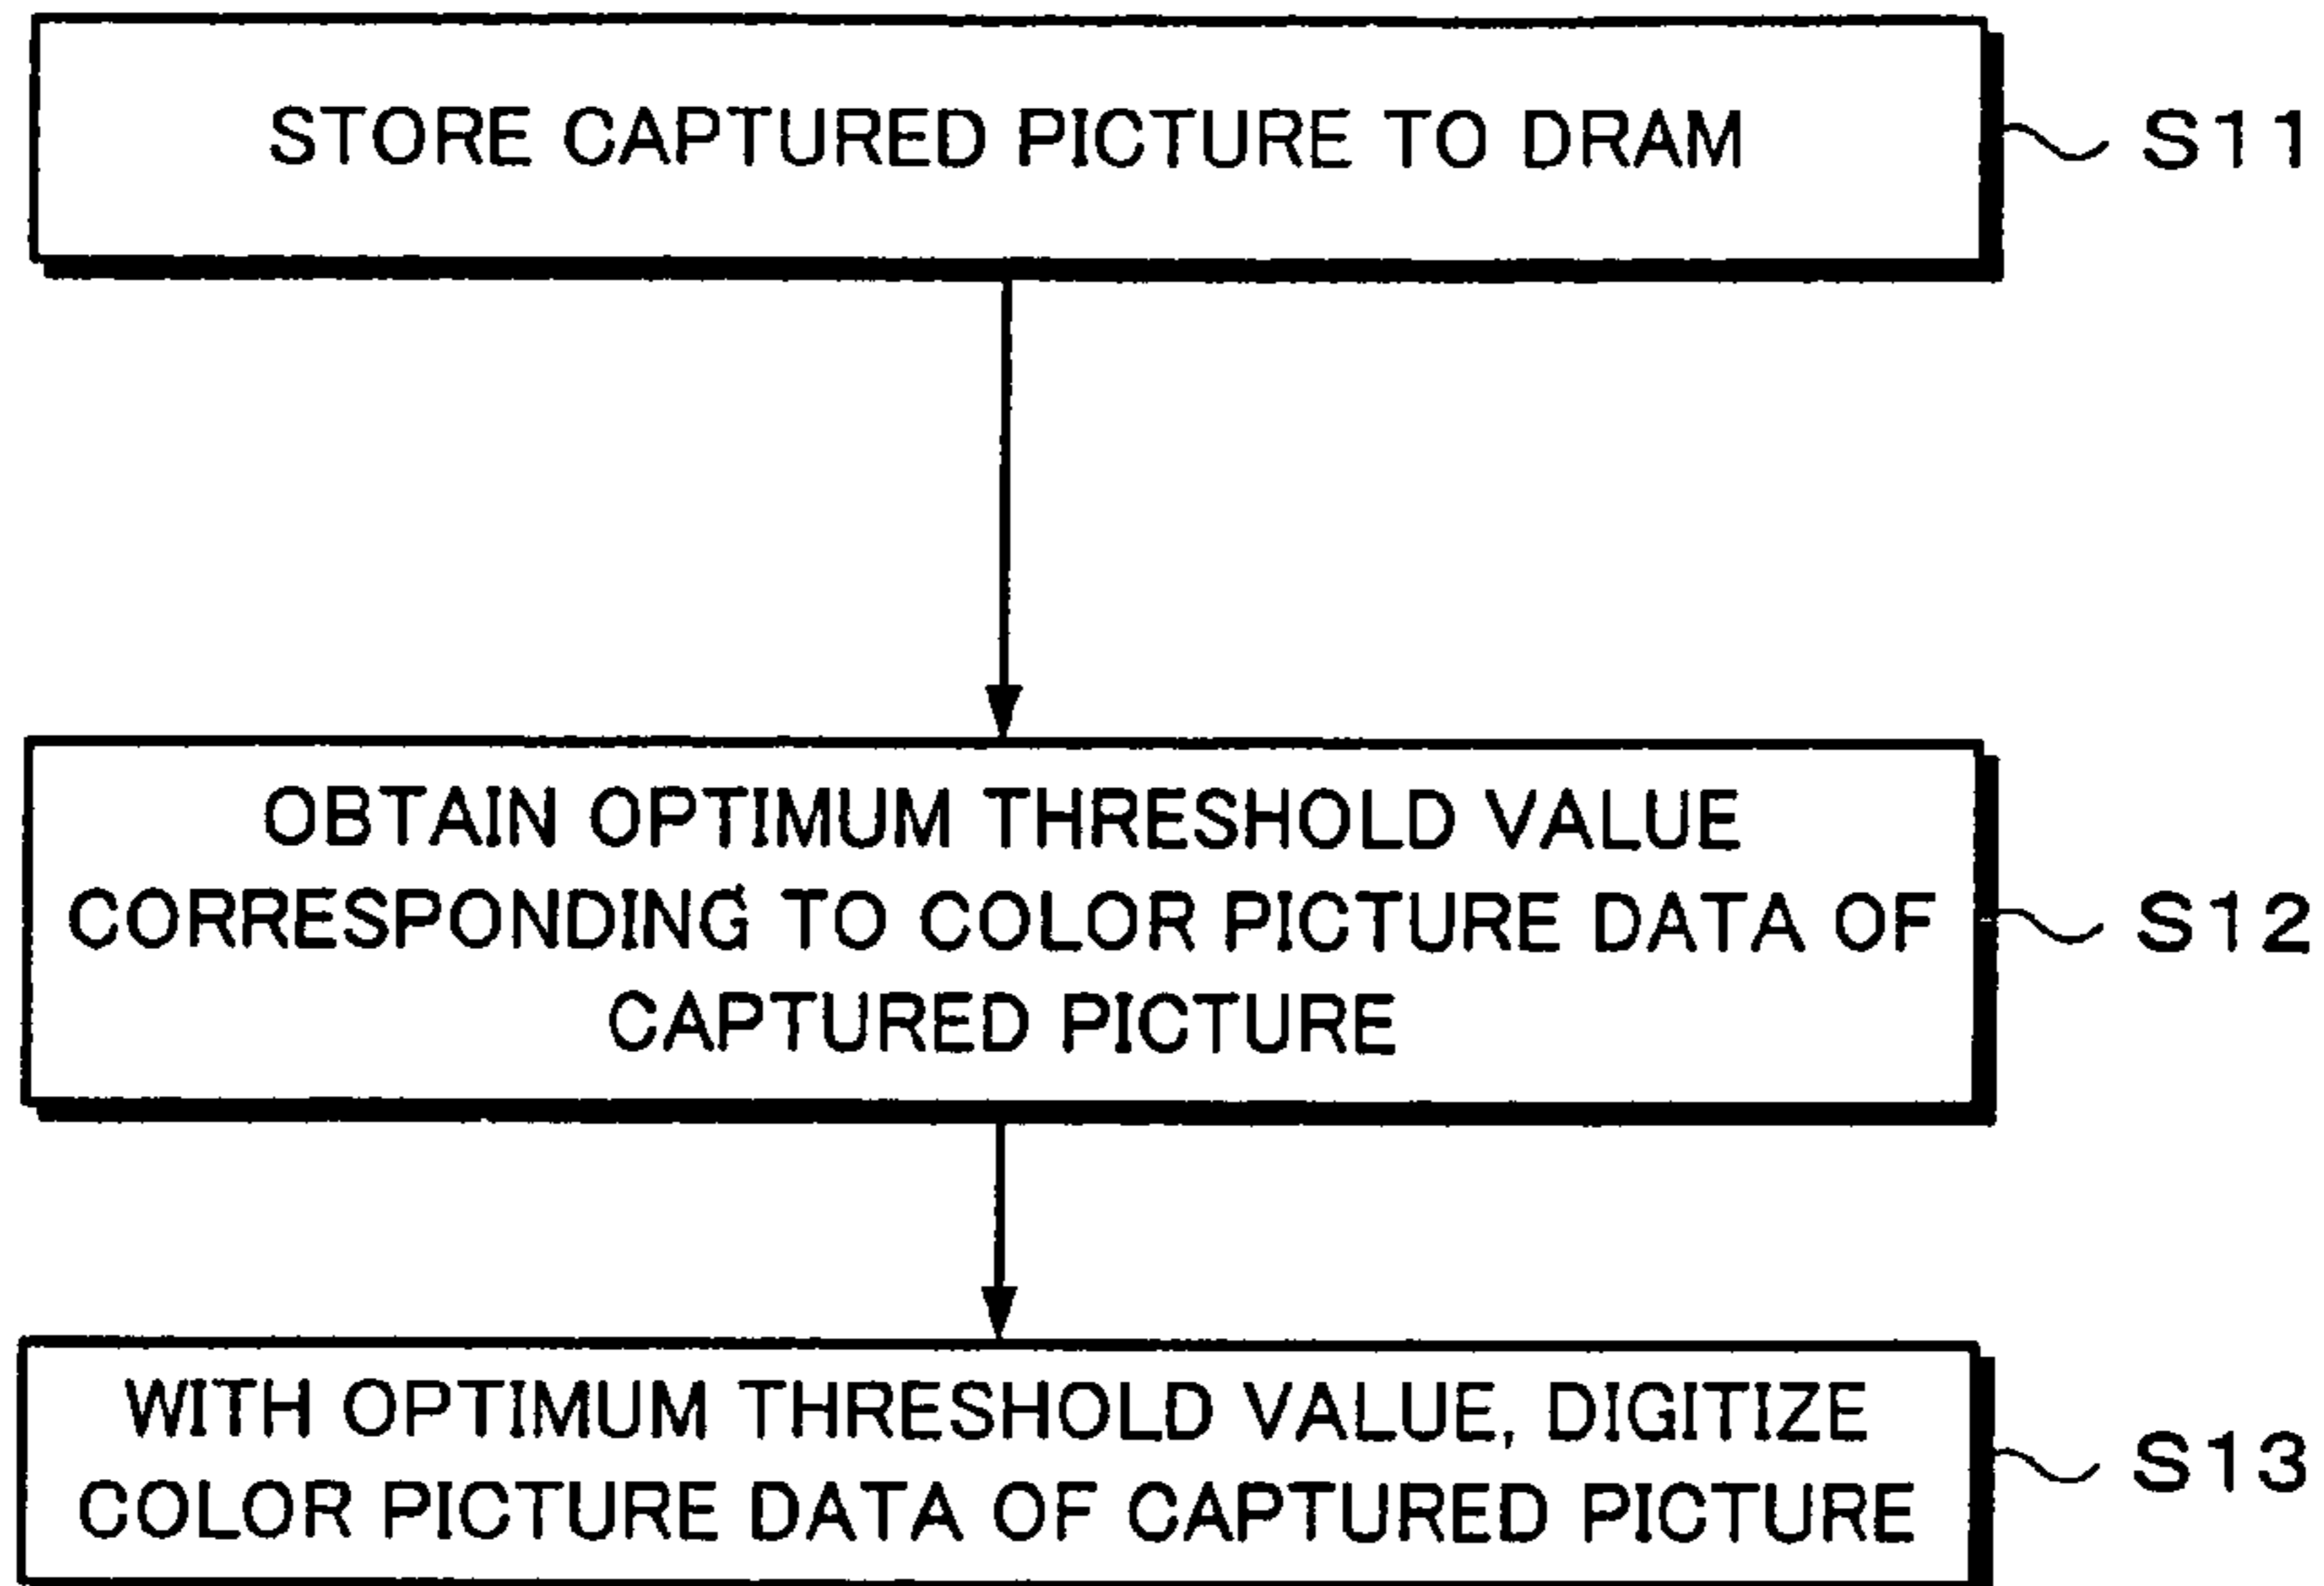 STORE CAPTURED PICTURE TO DRAM
S11
OBTAIN OPTIMUM THRESHOLD VALUE
CORRESPONDING TO COLOR PICTURE DATA OF
CAPTURED PICTURE
S12
WITH OPTIMUM THRESHOLD VALUE, DIGITIZE
COLOR PICTURE DATA OF CAPTURED PICTURE
S13